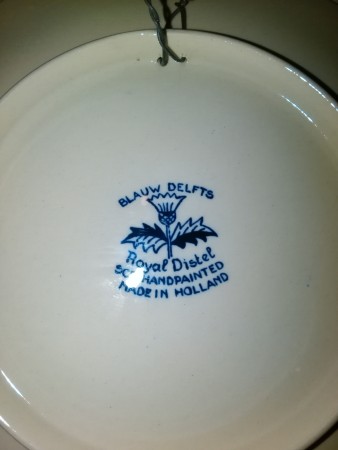 BLAUW DELFTS
Royal Distel
HANDPAINTED
MADE IN HOLLAND